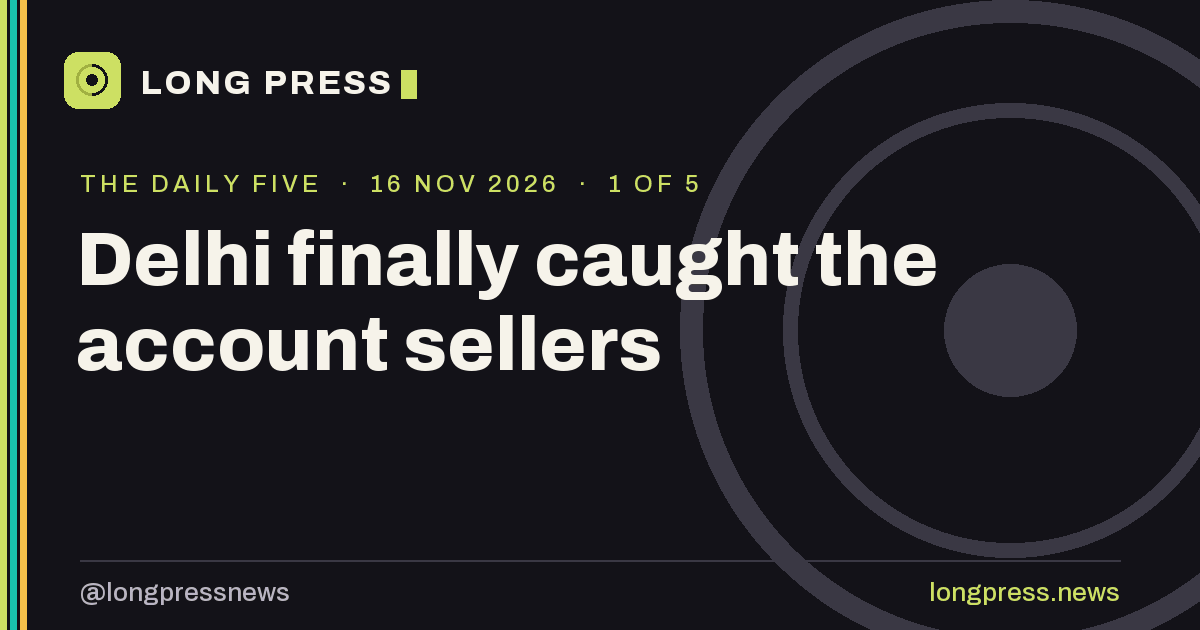 LONG PRESS
THE DAILY FIVE · 16 NOV 2026 · 1 OF 5
Delhi finally caught the
account sellers
@longpressnews
longpress.news